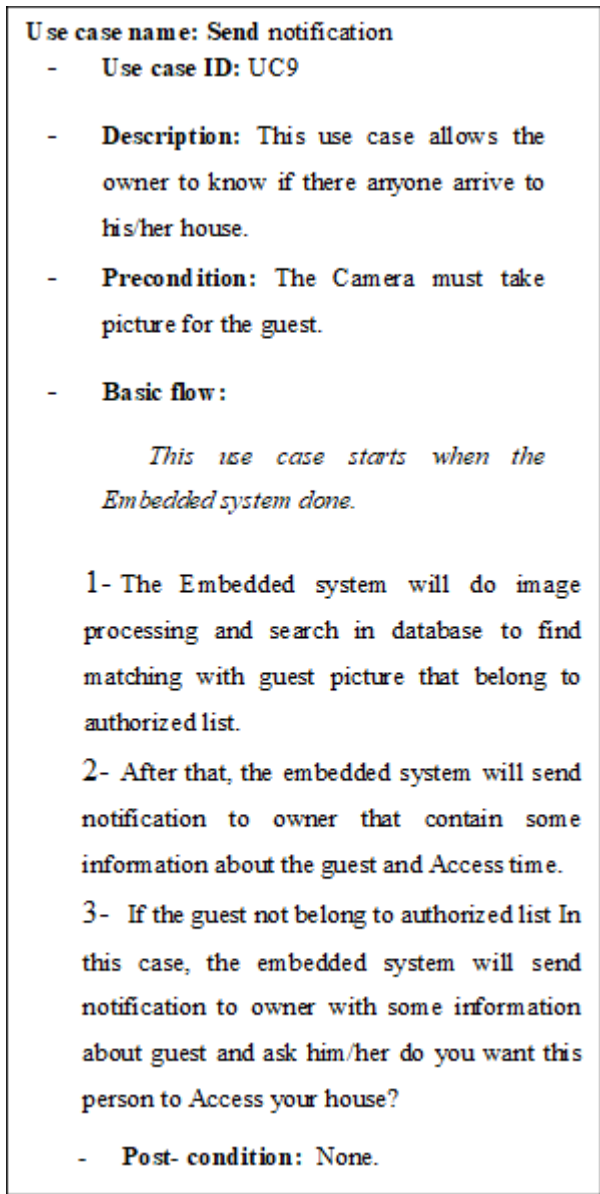 Use case name: Send notification
- Use case ID: UC9
- Description: This use case allows the
owner to know if there anyone arrive to
his/her house.
- Precondition: The Camera must take
picture for the guest.
- Basic flow:
This use case starts when the
Embedded system done.
1- The Embedded system will do image
processing and search in database to find
matching with guest picture that belong to
authorized list.
2- After that, the embedded system will send
notification to owner that contain some
information about the guest and Access time.
3- If the guest not belong to authorized list In
this case, the embedded system will send
notification to owner with some information
about guest and ask him/her do you want this
person to Access your house?
- Post- condition: None.